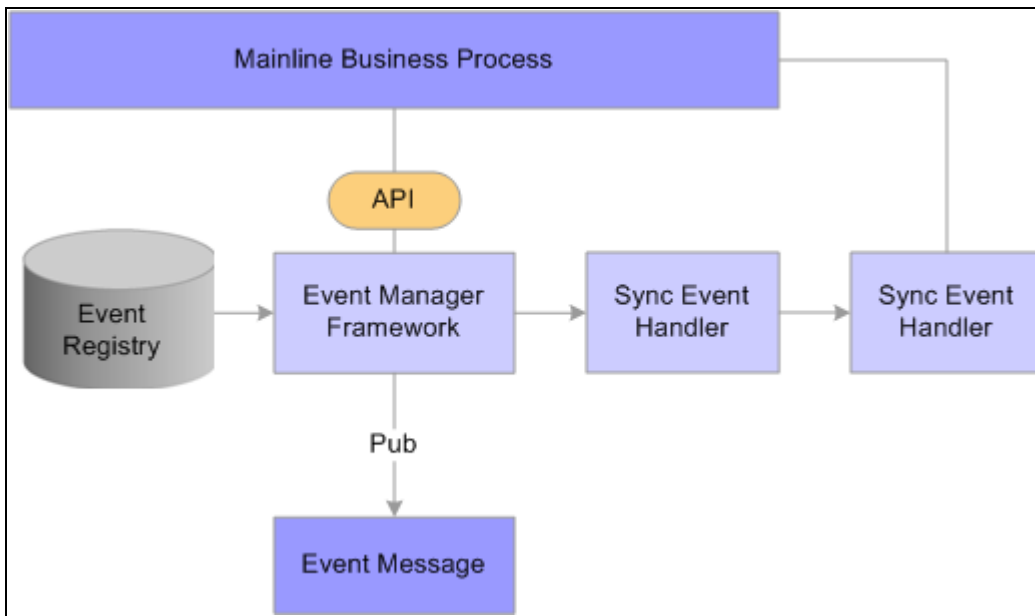 Mainline Business Process
API
Event
Registry
Event Manager
Framework
Sync Event
Handler
Sync Event
Handler
Pub
Event Message